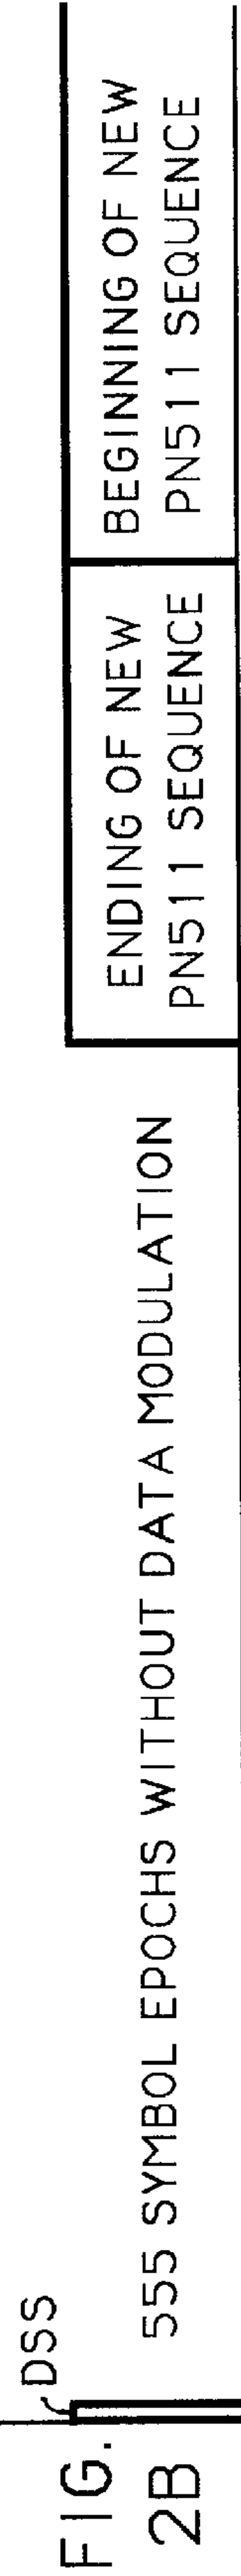 FIG.
2B
DSS
555 SYMBOL EPOCHS WITHOUT DATA MODULATION
ENDING OF NEW
PN511 SEQUENCE
BEGINNING OF NEW
PN511 SEQUENCE